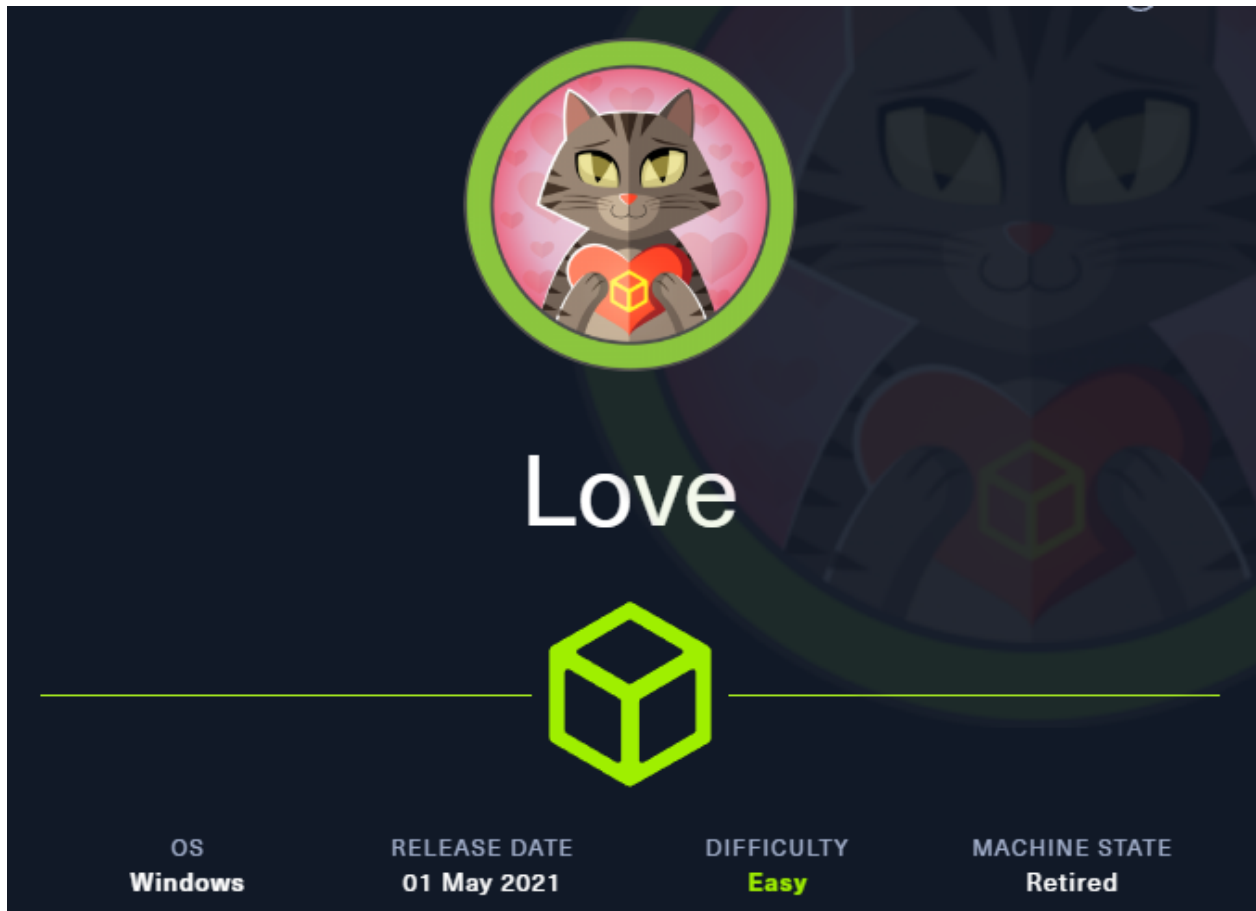 Love
OS RELEASE DATE DIFFICULTY MACHINE STATE
Windows 01 May 2021 Easy Retired